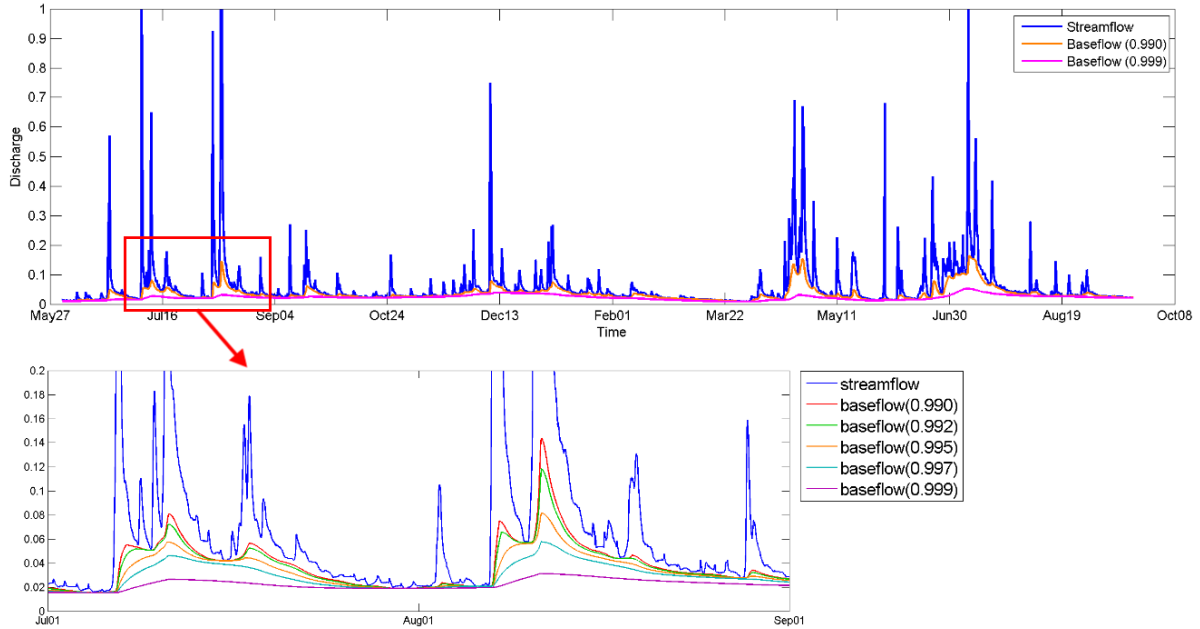 1
0.9
0.8
0.7
0.6
0.5
0.4
0.3
0.2
0.1
0
Discharge
Streamflow
Baseflow (0.990)
Baseflow (0.999)
May27 Jul16 Sep04 Oct24 Dec13 Feb01 Mar22 May11 Jun30 Aug19 Oct08
Time
0.2
0.18
0.16
0.14
0.12
0.1
0.08
0.06
0.04
0.02
0
streamflow
baseflow(0.990)
baseflow(0.992)
baseflow(0.995)
baseflow(0.997)
baseflow(0.999)
Jul01 Aug01 Sep01